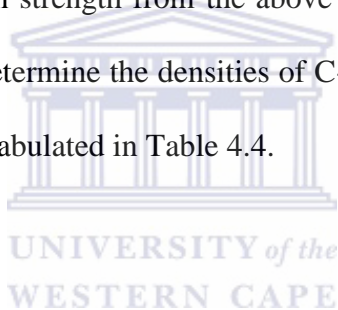 strength from the above
etermine the densities of C
abulated in Table 4.4.
UNIVERSITY of the
WESTERN CAPE